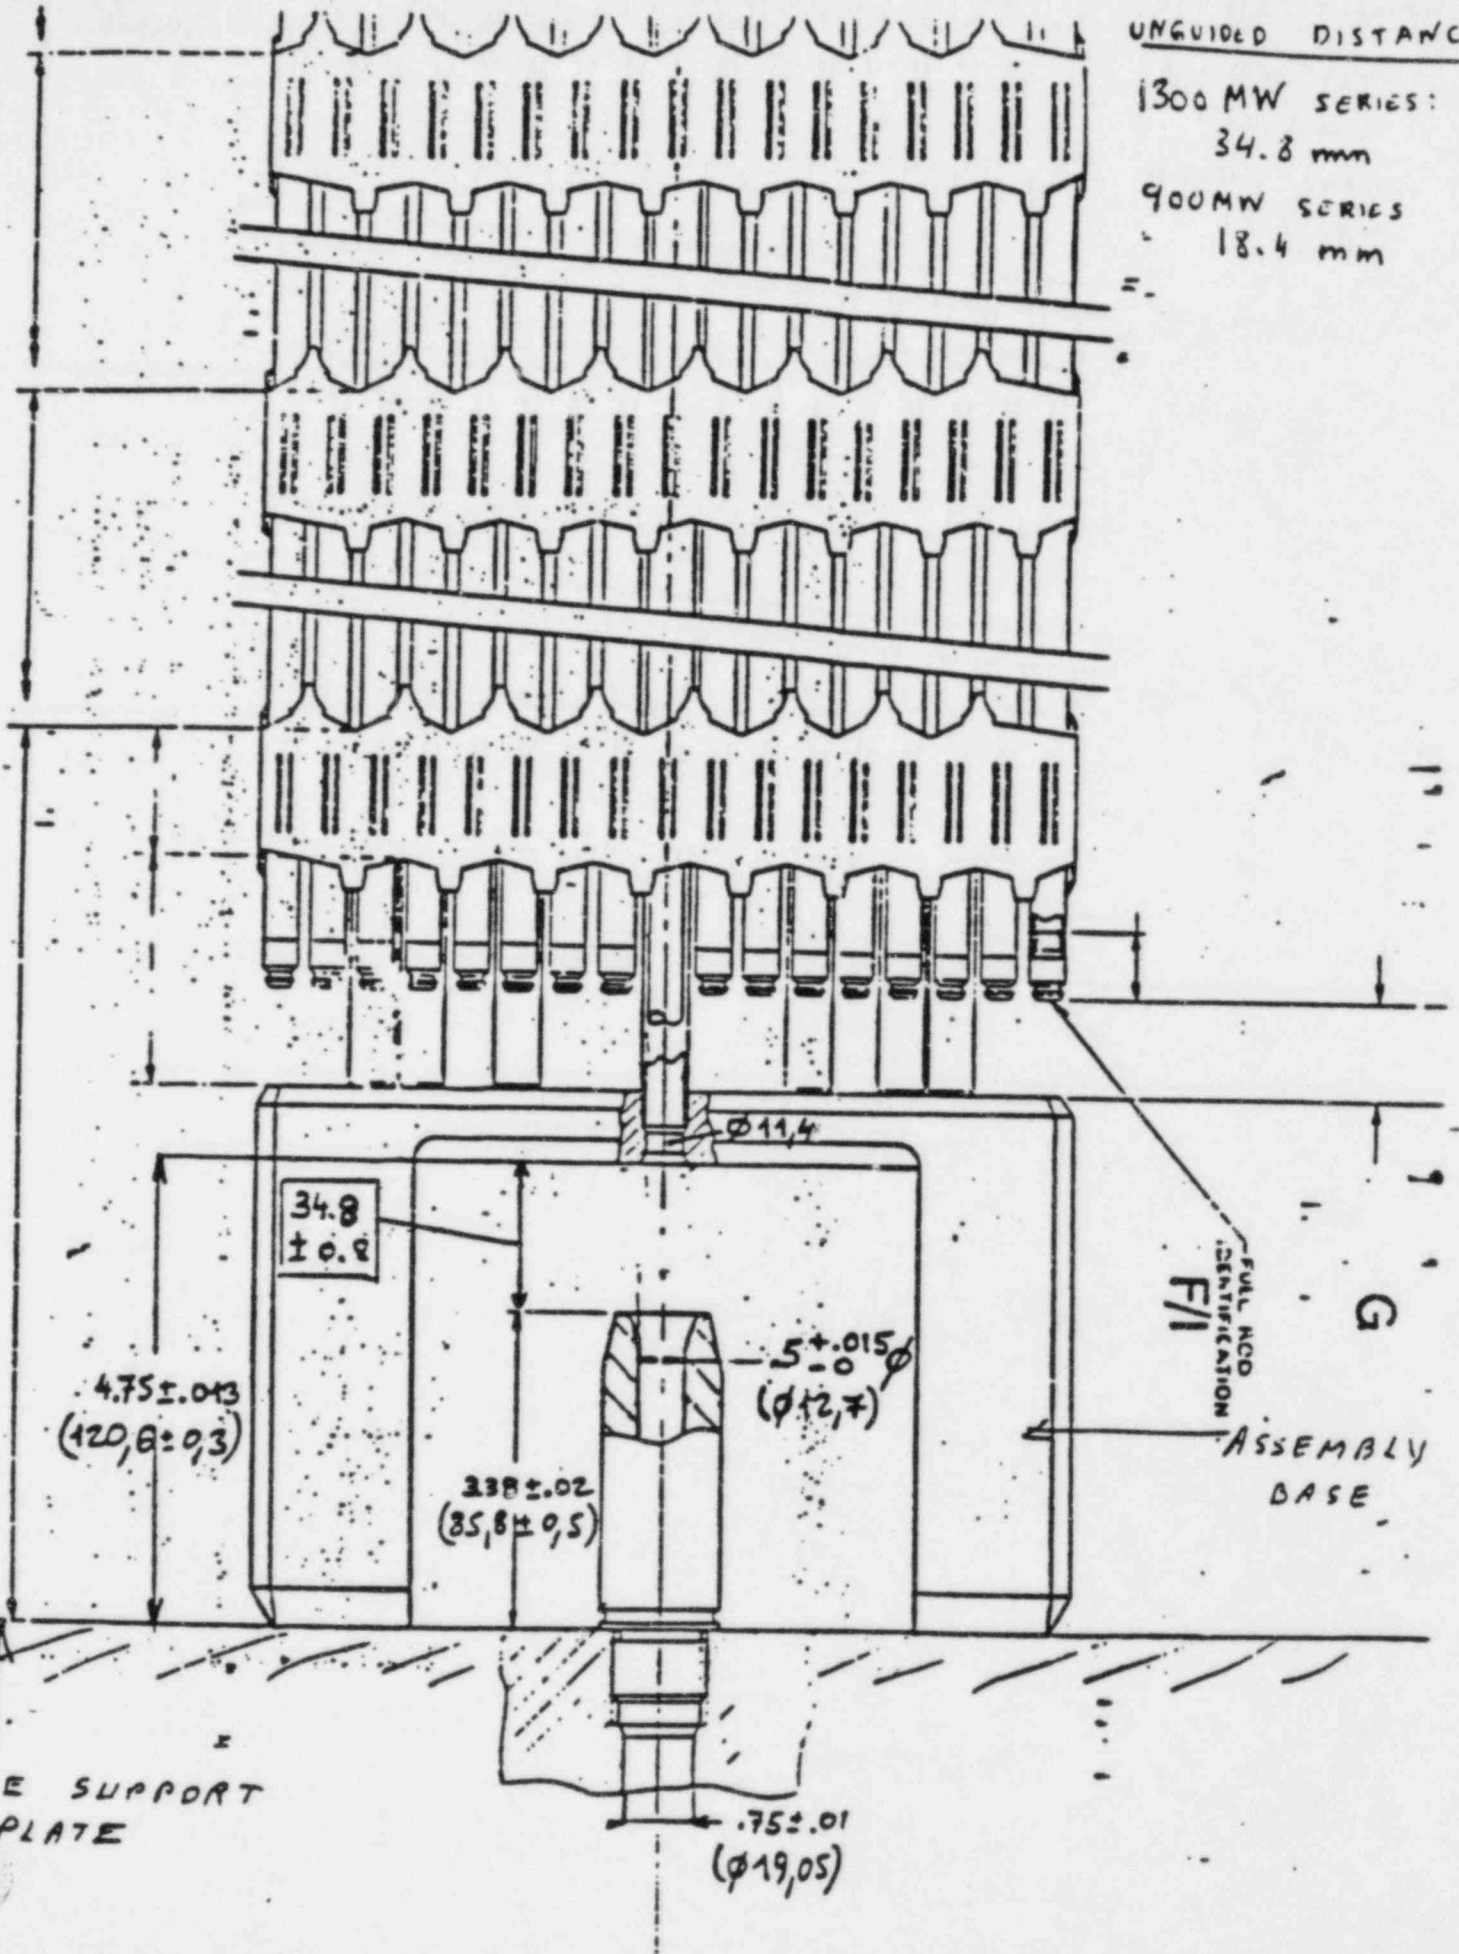 UNGUIDED DISTANC
1300 MW SERIES:
34.8 mm
900MW SERIES
18.4 mm
Ø11,4
34.8
± 0.8
.5 +.015 -0 Ø
(Ø12,7)
4.75±.013
(120,6±0,3)
3.38±.02
(85,8±0,5)
FULL ROD
IDENTIFICATION
F/I
G
ASSEMBLY
BASE
E SUPPORT
PLATE
.75±.01
(Ø19,05)